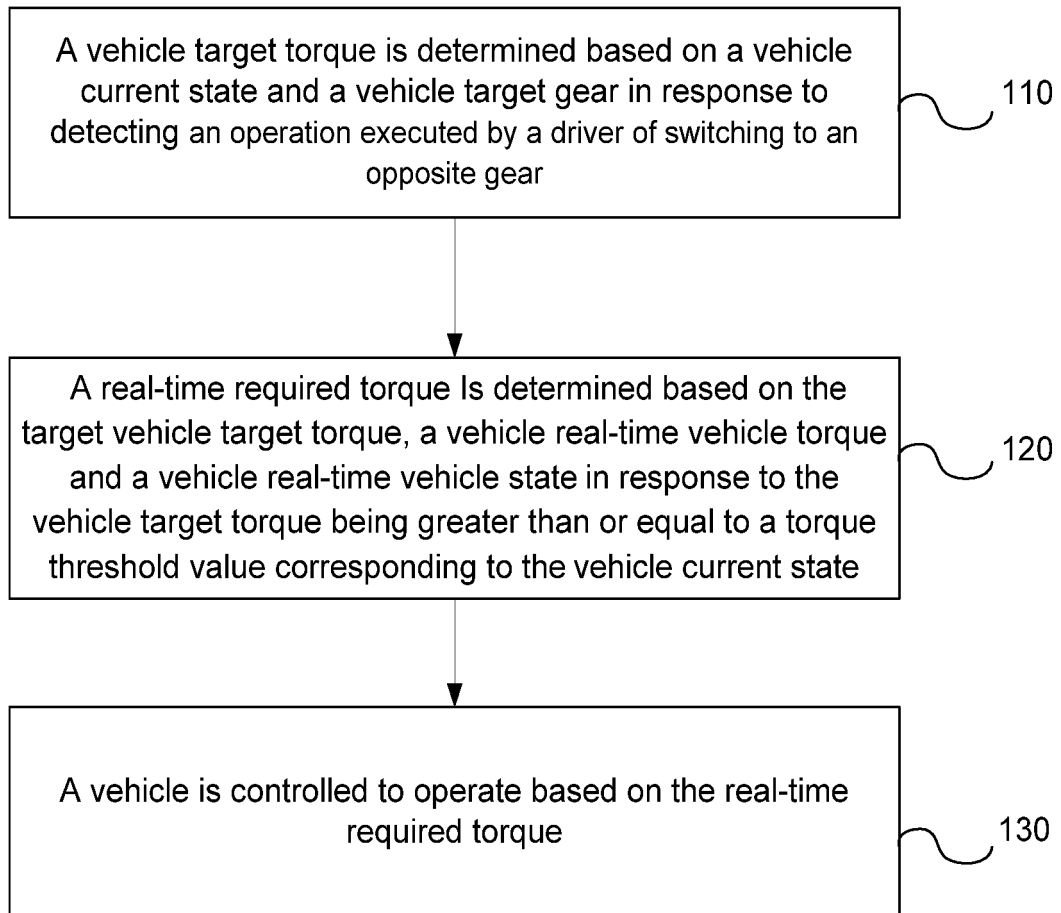 A vehicle target torque is determined based on a vehicle
current state and a vehicle target gear in response to
detecting an operation executed by a driver of switching to an
opposite gear
110
A real-time required torque Is determined based on the
target vehicle target torque, a vehicle real-time vehicle torque
and a vehicle real-time vehicle state in response to the
vehicle target torque being greater than or equal to a torque
threshold value corresponding to the vehicle current state
120
A vehicle is controlled to operate based on the real-time
required torque
130